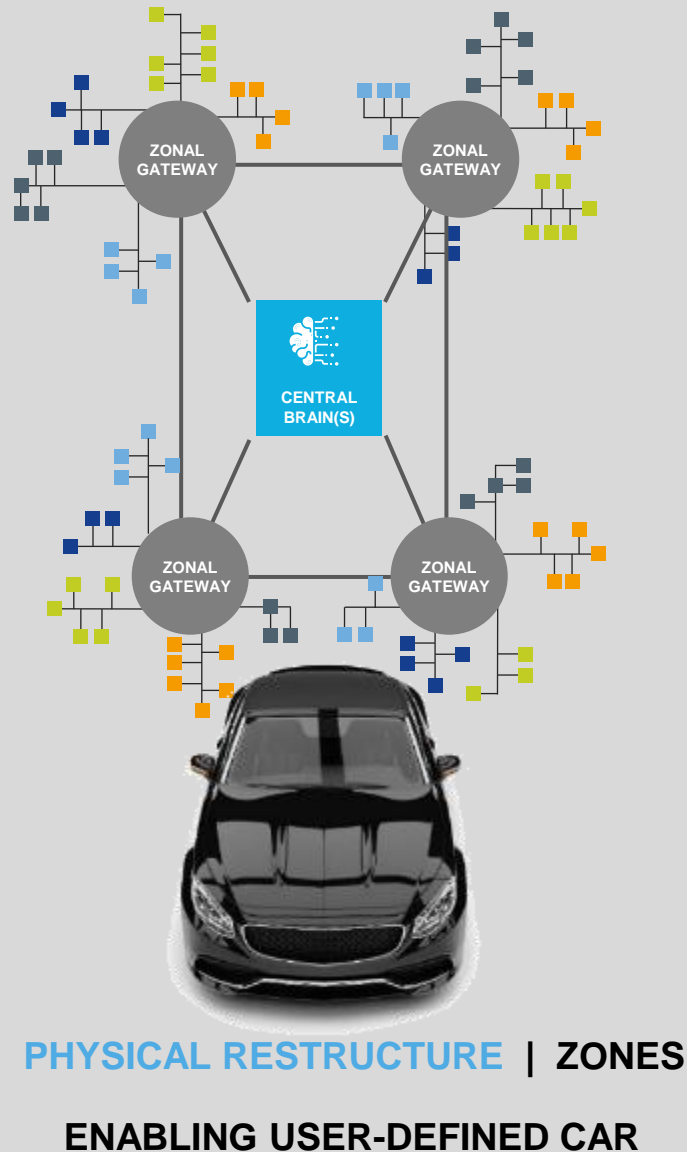 ZONAL
GATEWAY
ZONAL
GATEWAY
CENTRAL
BRAIN(S)
ZONAL
GATEWAY
ZONAL
GATEWAY
PHYSICAL RESTRUCTURE | ZONES
ENABLING USER-DEFINED CAR